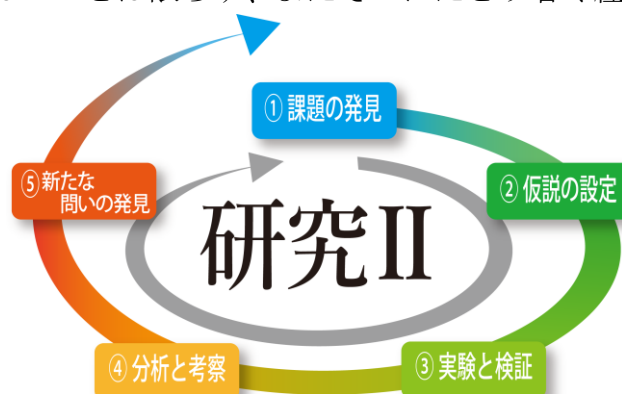 ① 課題の発見
② 仮説の設定
③ 実験と検証
④ 分析と考察
⑤ 新たな
問いの発見
研究II